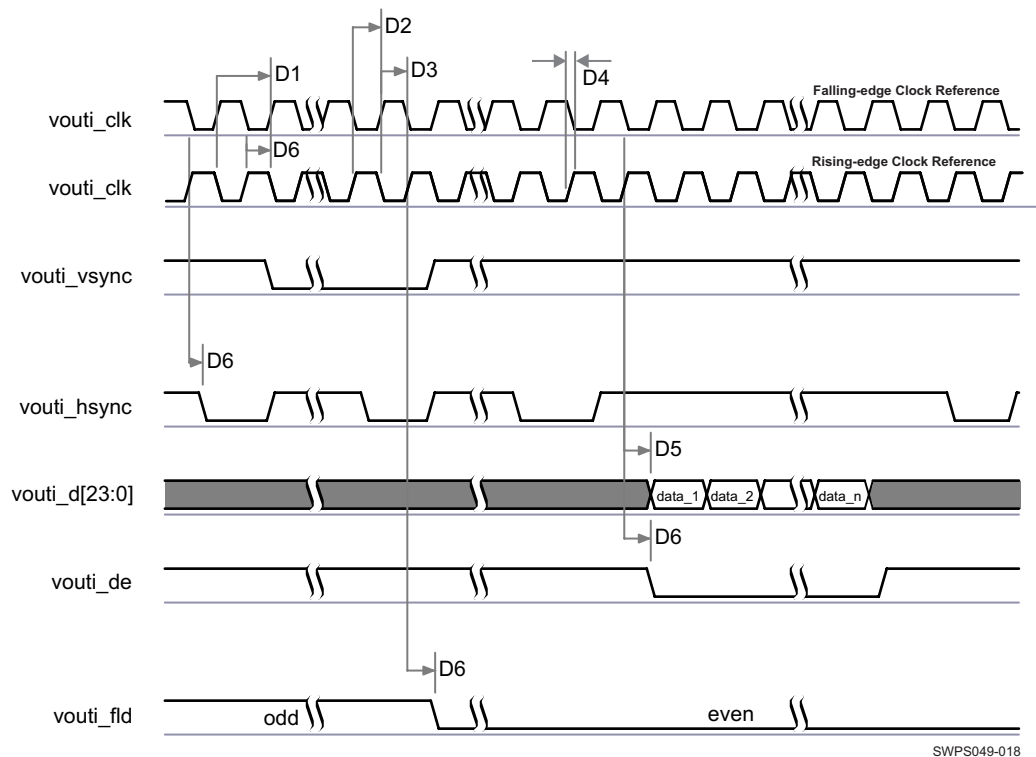 D2
D1
D3
D4
Falling-edge Clock Reference
vouti_clk
D6
Rising-edge Clock Reference
vouti_clk
vouti_vsync
D6
vouti_hsync
D5
vouti_d[23:0]
data_1 data_2 data_n
D6
vouti_de
D6
vouti_fld
odd even
SWPS049-018